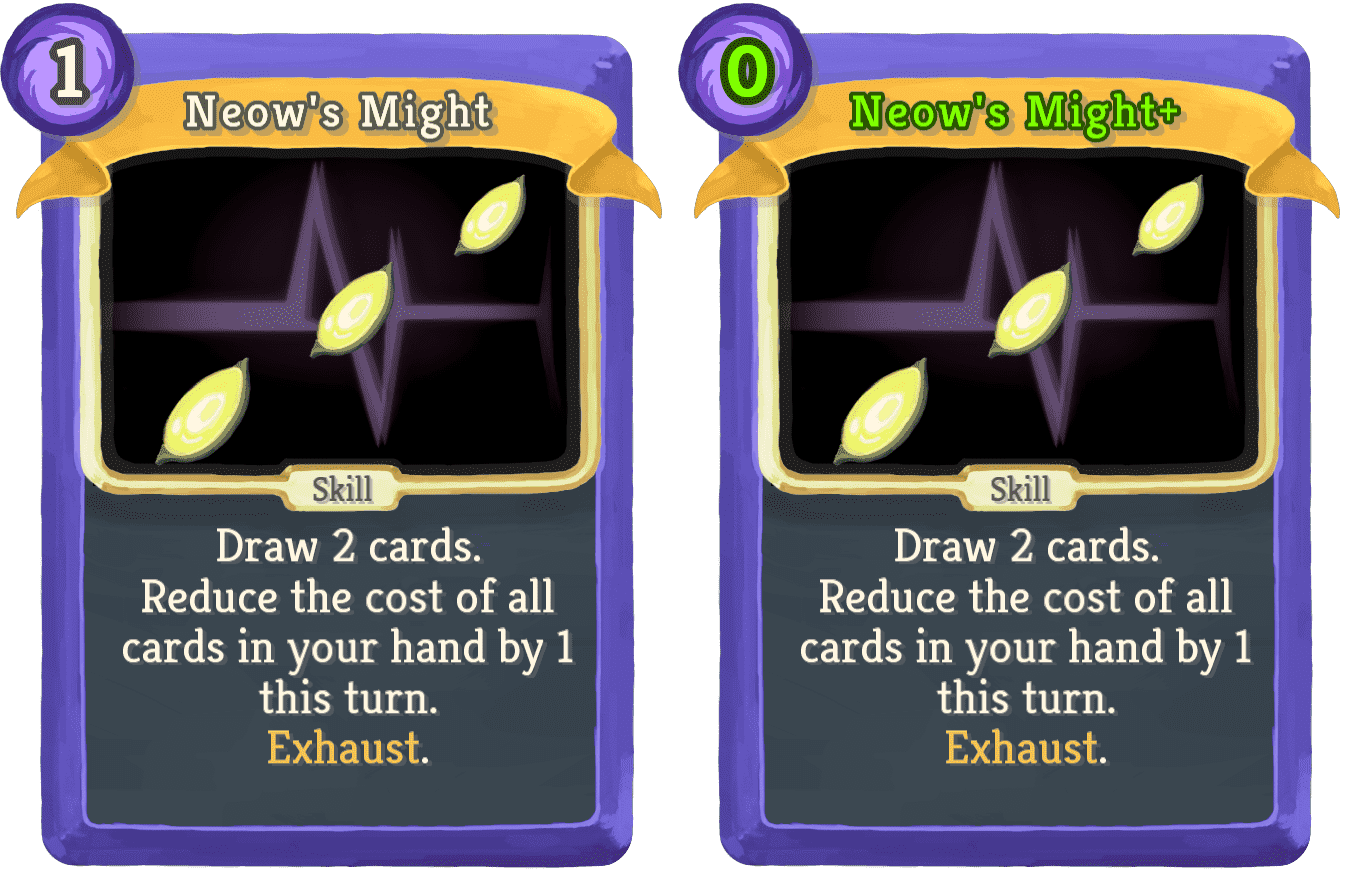 1
Neow's Might
Skill
Draw 2 cards.
Reduce the cost of all
cards in your hand by 1
this turn.
Exhaust.
0
Neow's Might+
Skill
Draw 2 cards.
Reduce the cost of all
cards in your hand by 1
this turn.
Exhaust.